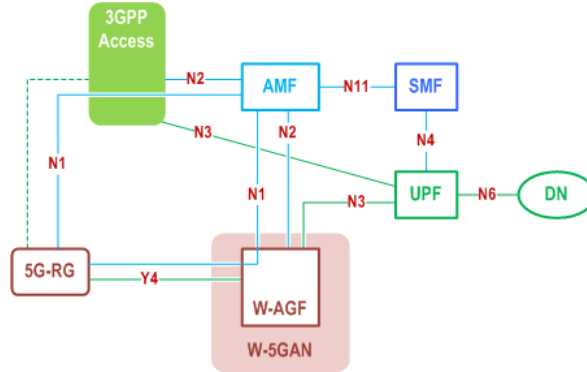 3GPP
Access
N2
AMF
N11
SMF
N3
N2
N4
N1
N1
N3
UPF
N6
DN
5G-RG
Y4
W-AGF
W-5GAN